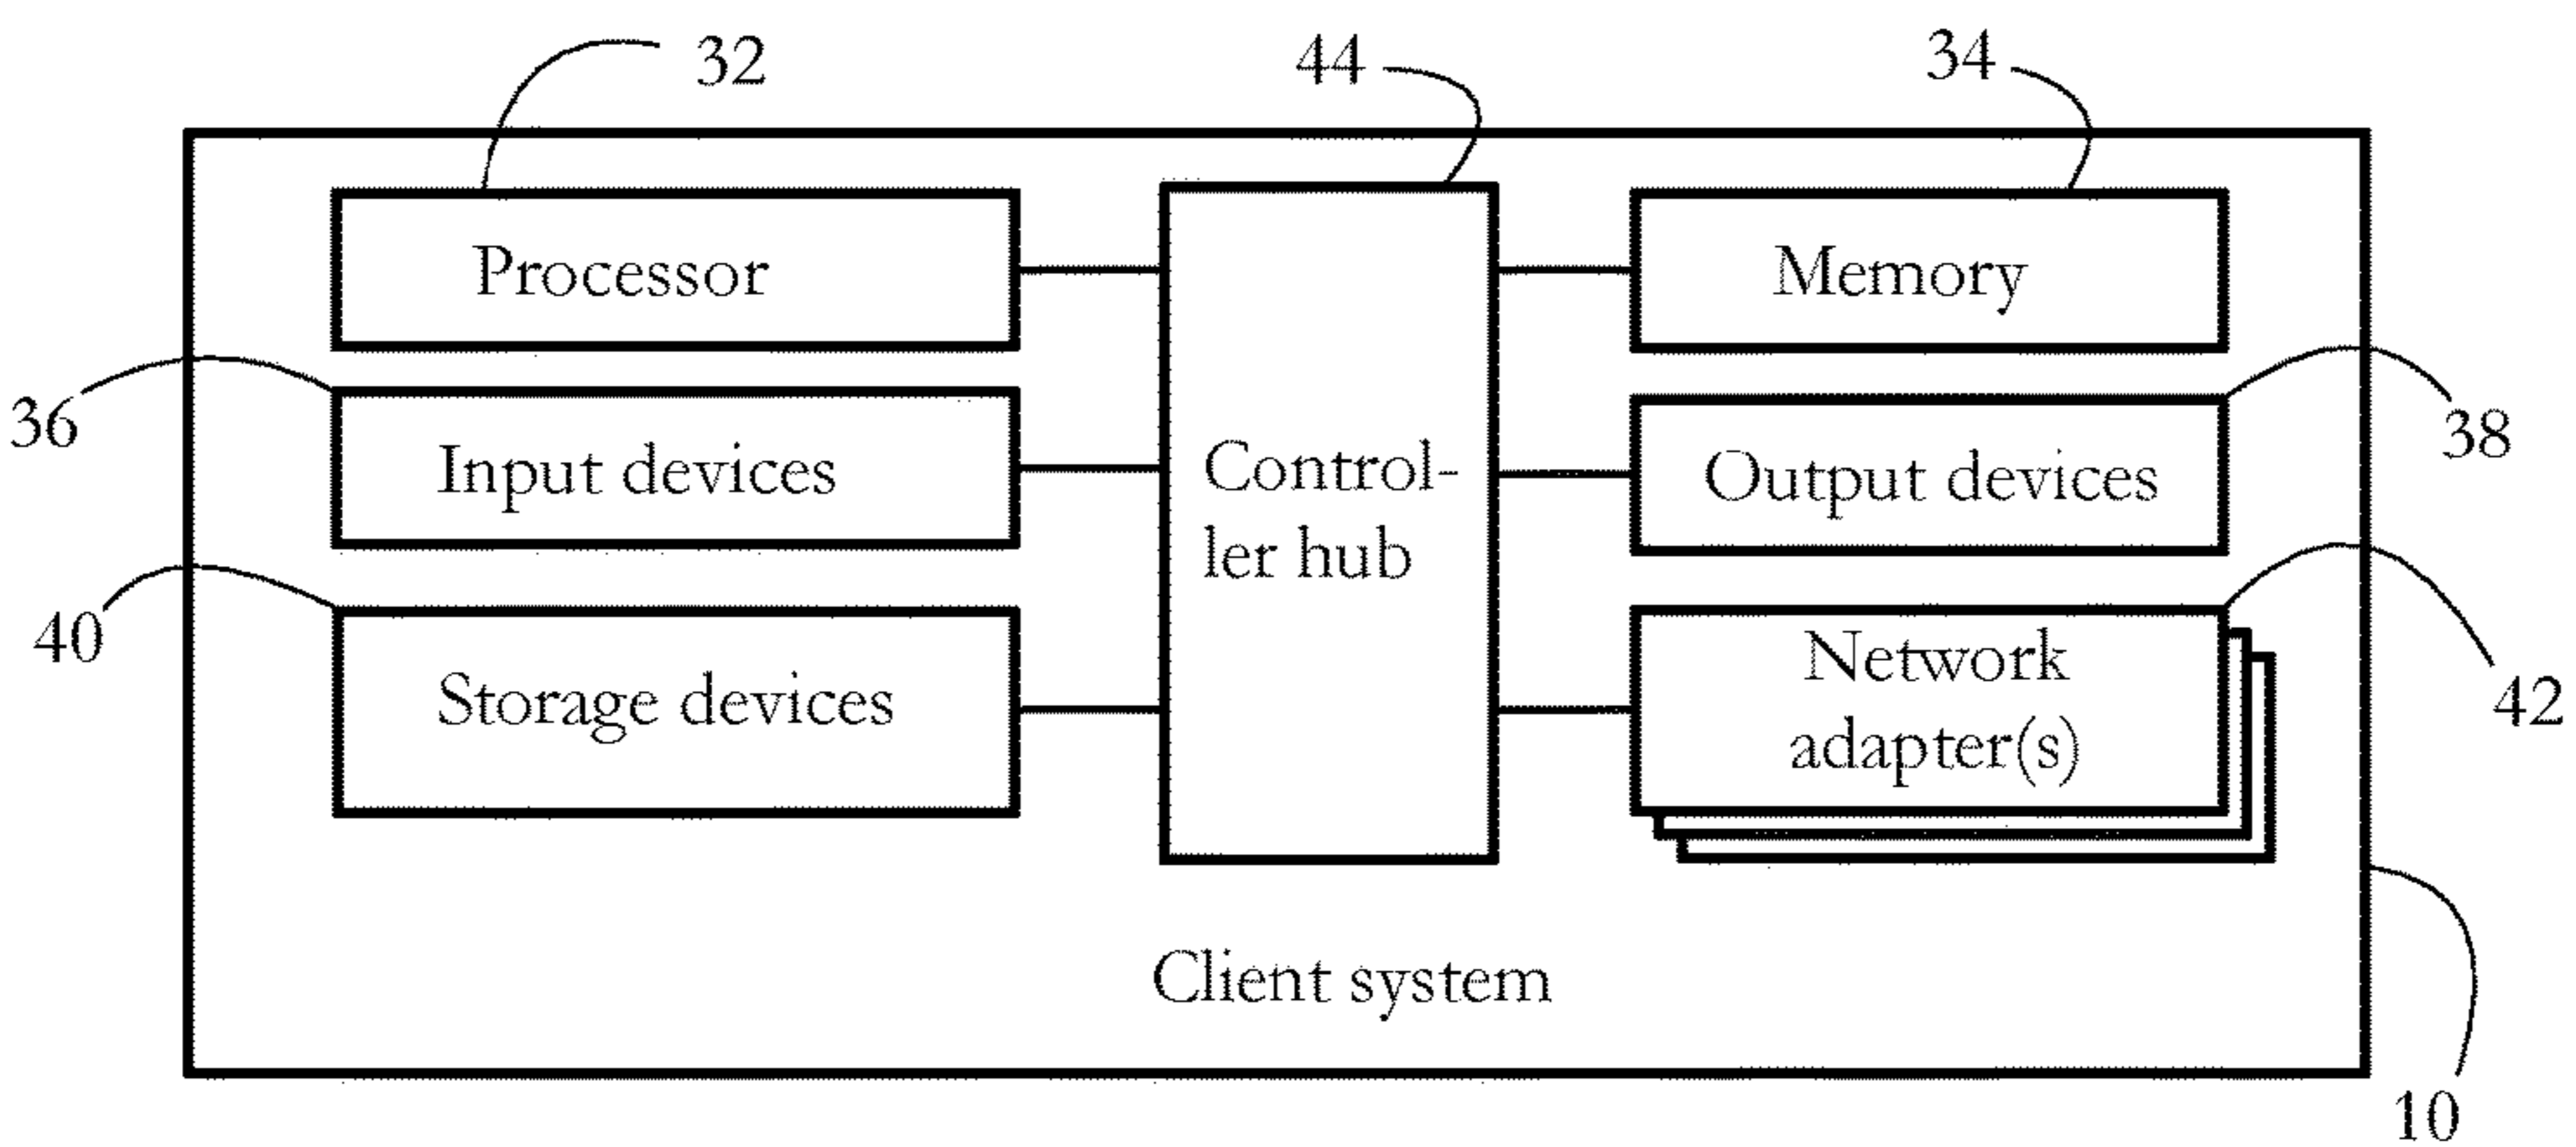 32
44
34
Processor
Memory
36
Input devices
Control-
ler hub
Output devices
38
40
Storage devices
Network
adapter(s)
42
Client system
10